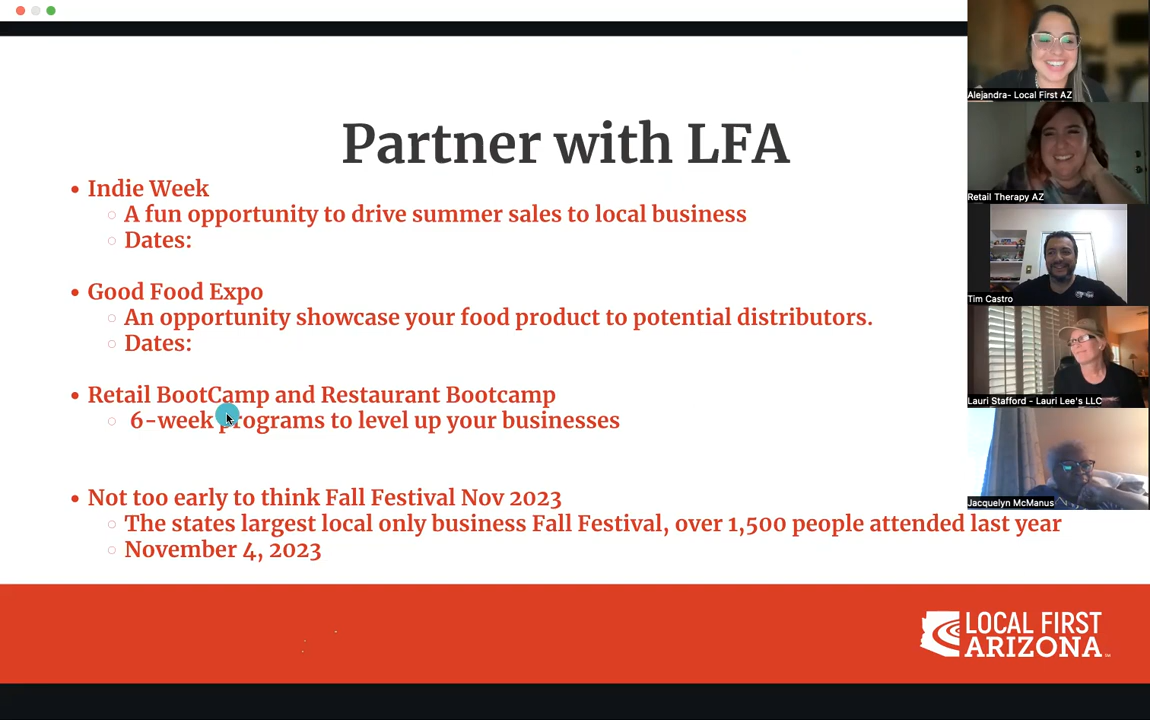 Partner with LFA
Indie Week
A fun opportunity to drive summer sales to local business
Dates:
Good Food Expo
An opportunity showcase your food product to potential distributors.
Dates:
Retail BootCamp and Restaurant Bootcamp
6-week programs to level up your businesses
Not too early to think Fall Festival Nov 2023
The states largest local only business Fall Festival, over 1,500 people attended last year
November 4, 2023
LOCAL FIRST
ARIZONA
Alejandra- Local First AZ
Retail Therapy AZ
Tim Castro
Lauri Stafford - Lauri Lee's LLC
Jacquelyn McManus